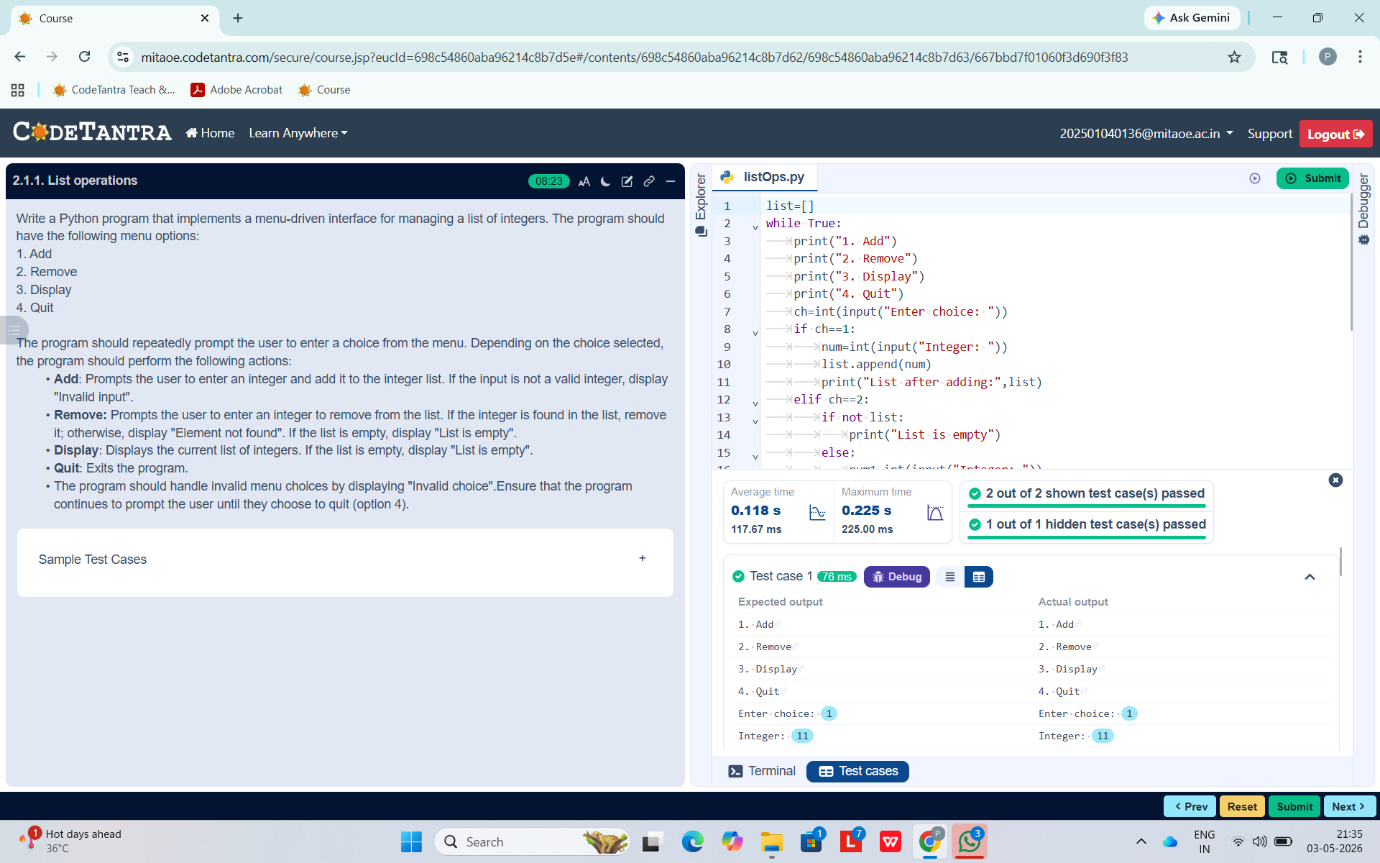 Course
Ask Gemini
mitaoe.codetantra.com/secure/course.jsp?eucId=698c54860aba96214c8b7d5e#/contents/698c54860aba96214c8b7d62/698c54860aba96214c8b7d63/667bbd7f01060f3d690f3f83
P
CodeTantra Teach &...
Adobe Acrobat
Course
CODETANTRA
Home
Learn Anywhere
202501040136@mitaoe.ac.in
Support
Logout
2.1.1. List operations
08:23
AA
Write a Python program that implements a menu-driven interface for managing a list of integers. The program should
have the following menu options:
1. Add
2. Remove
3. Display
4. Quit
The program should repeatedly prompt the user to enter a choice from the menu. Depending on the choice selected,
the program should perform the following actions:
• Add: Prompts the user to enter an integer and add it to the integer list. If the input is not a valid integer, display
"Invalid input".
• Remove: Prompts the user to enter an integer to remove from the list. If the integer is found in the list, remove
it; otherwise, display "Element not found". If the list is empty, display "List is empty".
• Display: Displays the current list of integers. If the list is empty, display "List is empty".
• Quit: Exits the program.
• The program should handle invalid menu choices by displaying "Invalid choice".Ensure that the program
continues to prompt the user until they choose to quit (option 4).
Sample Test Cases
+
Explorer
listOps.py
Submit
Debugger
1 list=[]
2 while True:
3 print("1. Add")
4 print("2. Remove")
5 print("3. Display")
6 print("4. Quit")
7 ch=int(input("Enter choice: "))
8 if ch==1:
9 num=int(input("Integer: "))
10 list.append(num)
11 print("List after adding:",list)
12 elif ch==2:
13 if not list:
14 print("List is empty")
15 else:
16 num1=int(input("Integer: "))
Average time
0.118 s
117.67 ms
Maximum time
0.225 s
225.00 ms
2 out of 2 shown test case(s) passed
1 out of 1 hidden test case(s) passed
Test case 1
76 ms
Debug
Expected output
Actual output
1. Add
1. Add
2. Remove
2. Remove
3. Display
3. Display
4. Quit
4. Quit
Enter choice: 1
Enter choice: 1
Integer: 11
Integer: 11
Terminal
Test cases
< Prev
Reset
Submit
Next >
1
Hot days ahead
36°C
Search
1
L
7
W
P
3
ENG
IN
21:35
03-05-2026